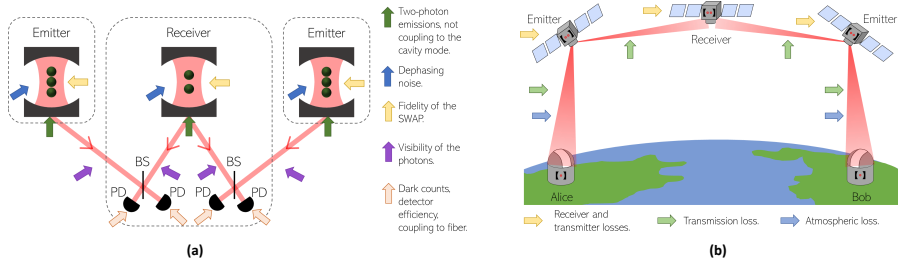 Emitter
Receiver
Emitter
BS
BS
PD
PD
PD
PD
Two-photon
emissions, not
coupling to the
cavity mode.
Dephasing
noise.
Fidelity of the
SWAP.
Visibility of the
photons.
Dark counts,
detector
efficiency,
coupling to fiber.
(a)
Emitter
Receiver
Emitter
Alice
Bob
Receiver and
transmitter losses.
Transmission loss.
Atmospheric loss.
(b)